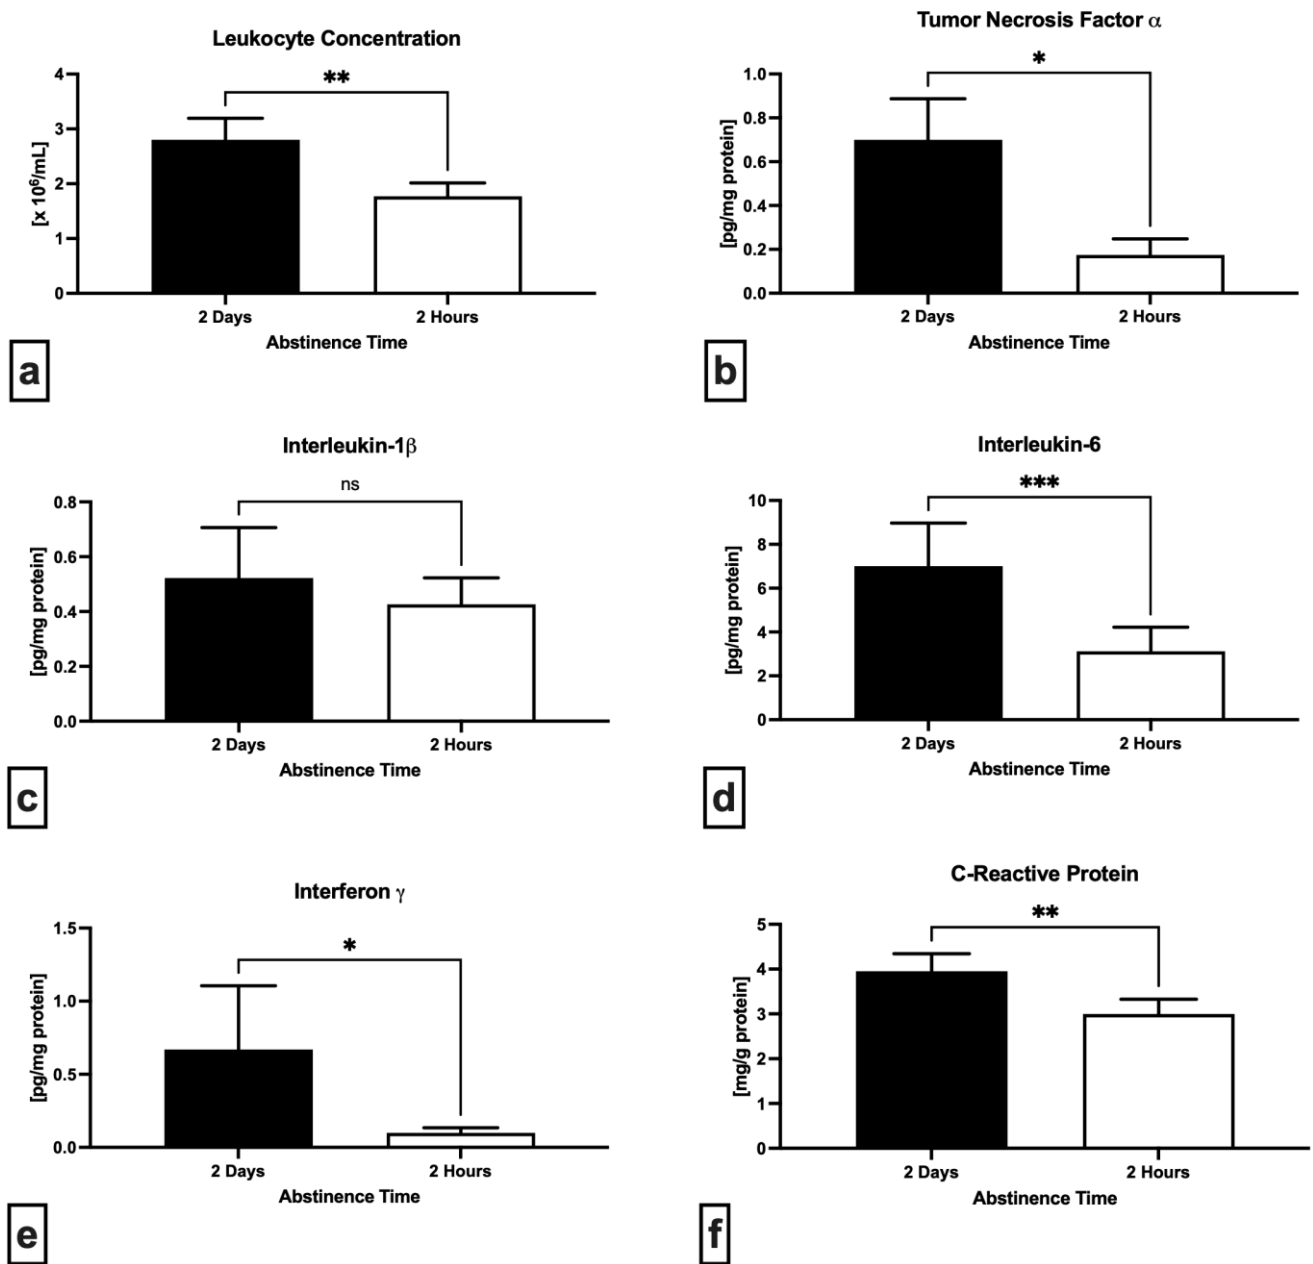 Leukocyte Concentration
**
4
3
2
1
0
[x 10⁶/mL]
2 Days
2 Hours
Abstinence Time
a
Tumor Necrosis Factor α
*
1.0
0.8
0.6
0.4
0.2
0.0
[pg/mg protein]
2 Days
2 Hours
Abstinence Time
b
Interleukin-1β
ns
0.8
0.6
0.4
0.2
0.0
[pg/mg protein]
2 Days
2 Hours
Abstinence Time
c
Interleukin-6
***
10
8
6
4
2
0
[pg/mg protein]
2 Days
2 Hours
Abstinence Time
d
Interferon γ
*
1.5
1.0
0.5
0.0
[pg/mg protein]
2 Days
2 Hours
Abstinence Time
e
C-Reactive Protein
**
5
4
3
2
1
0
[mg/g protein]
2 Days
2 Hours
Abstinence Time
f